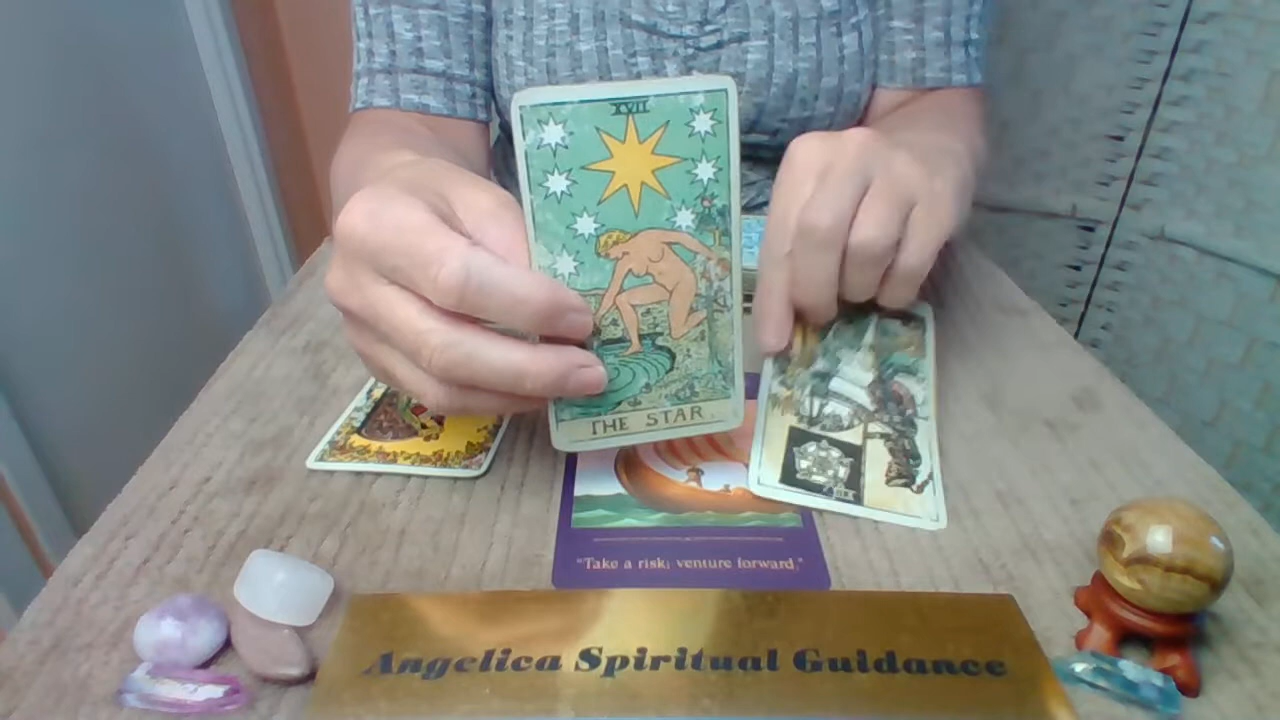 XVII
THE STAR.
"Take a risk; venture forward."
Angelica Spiritual Guidance